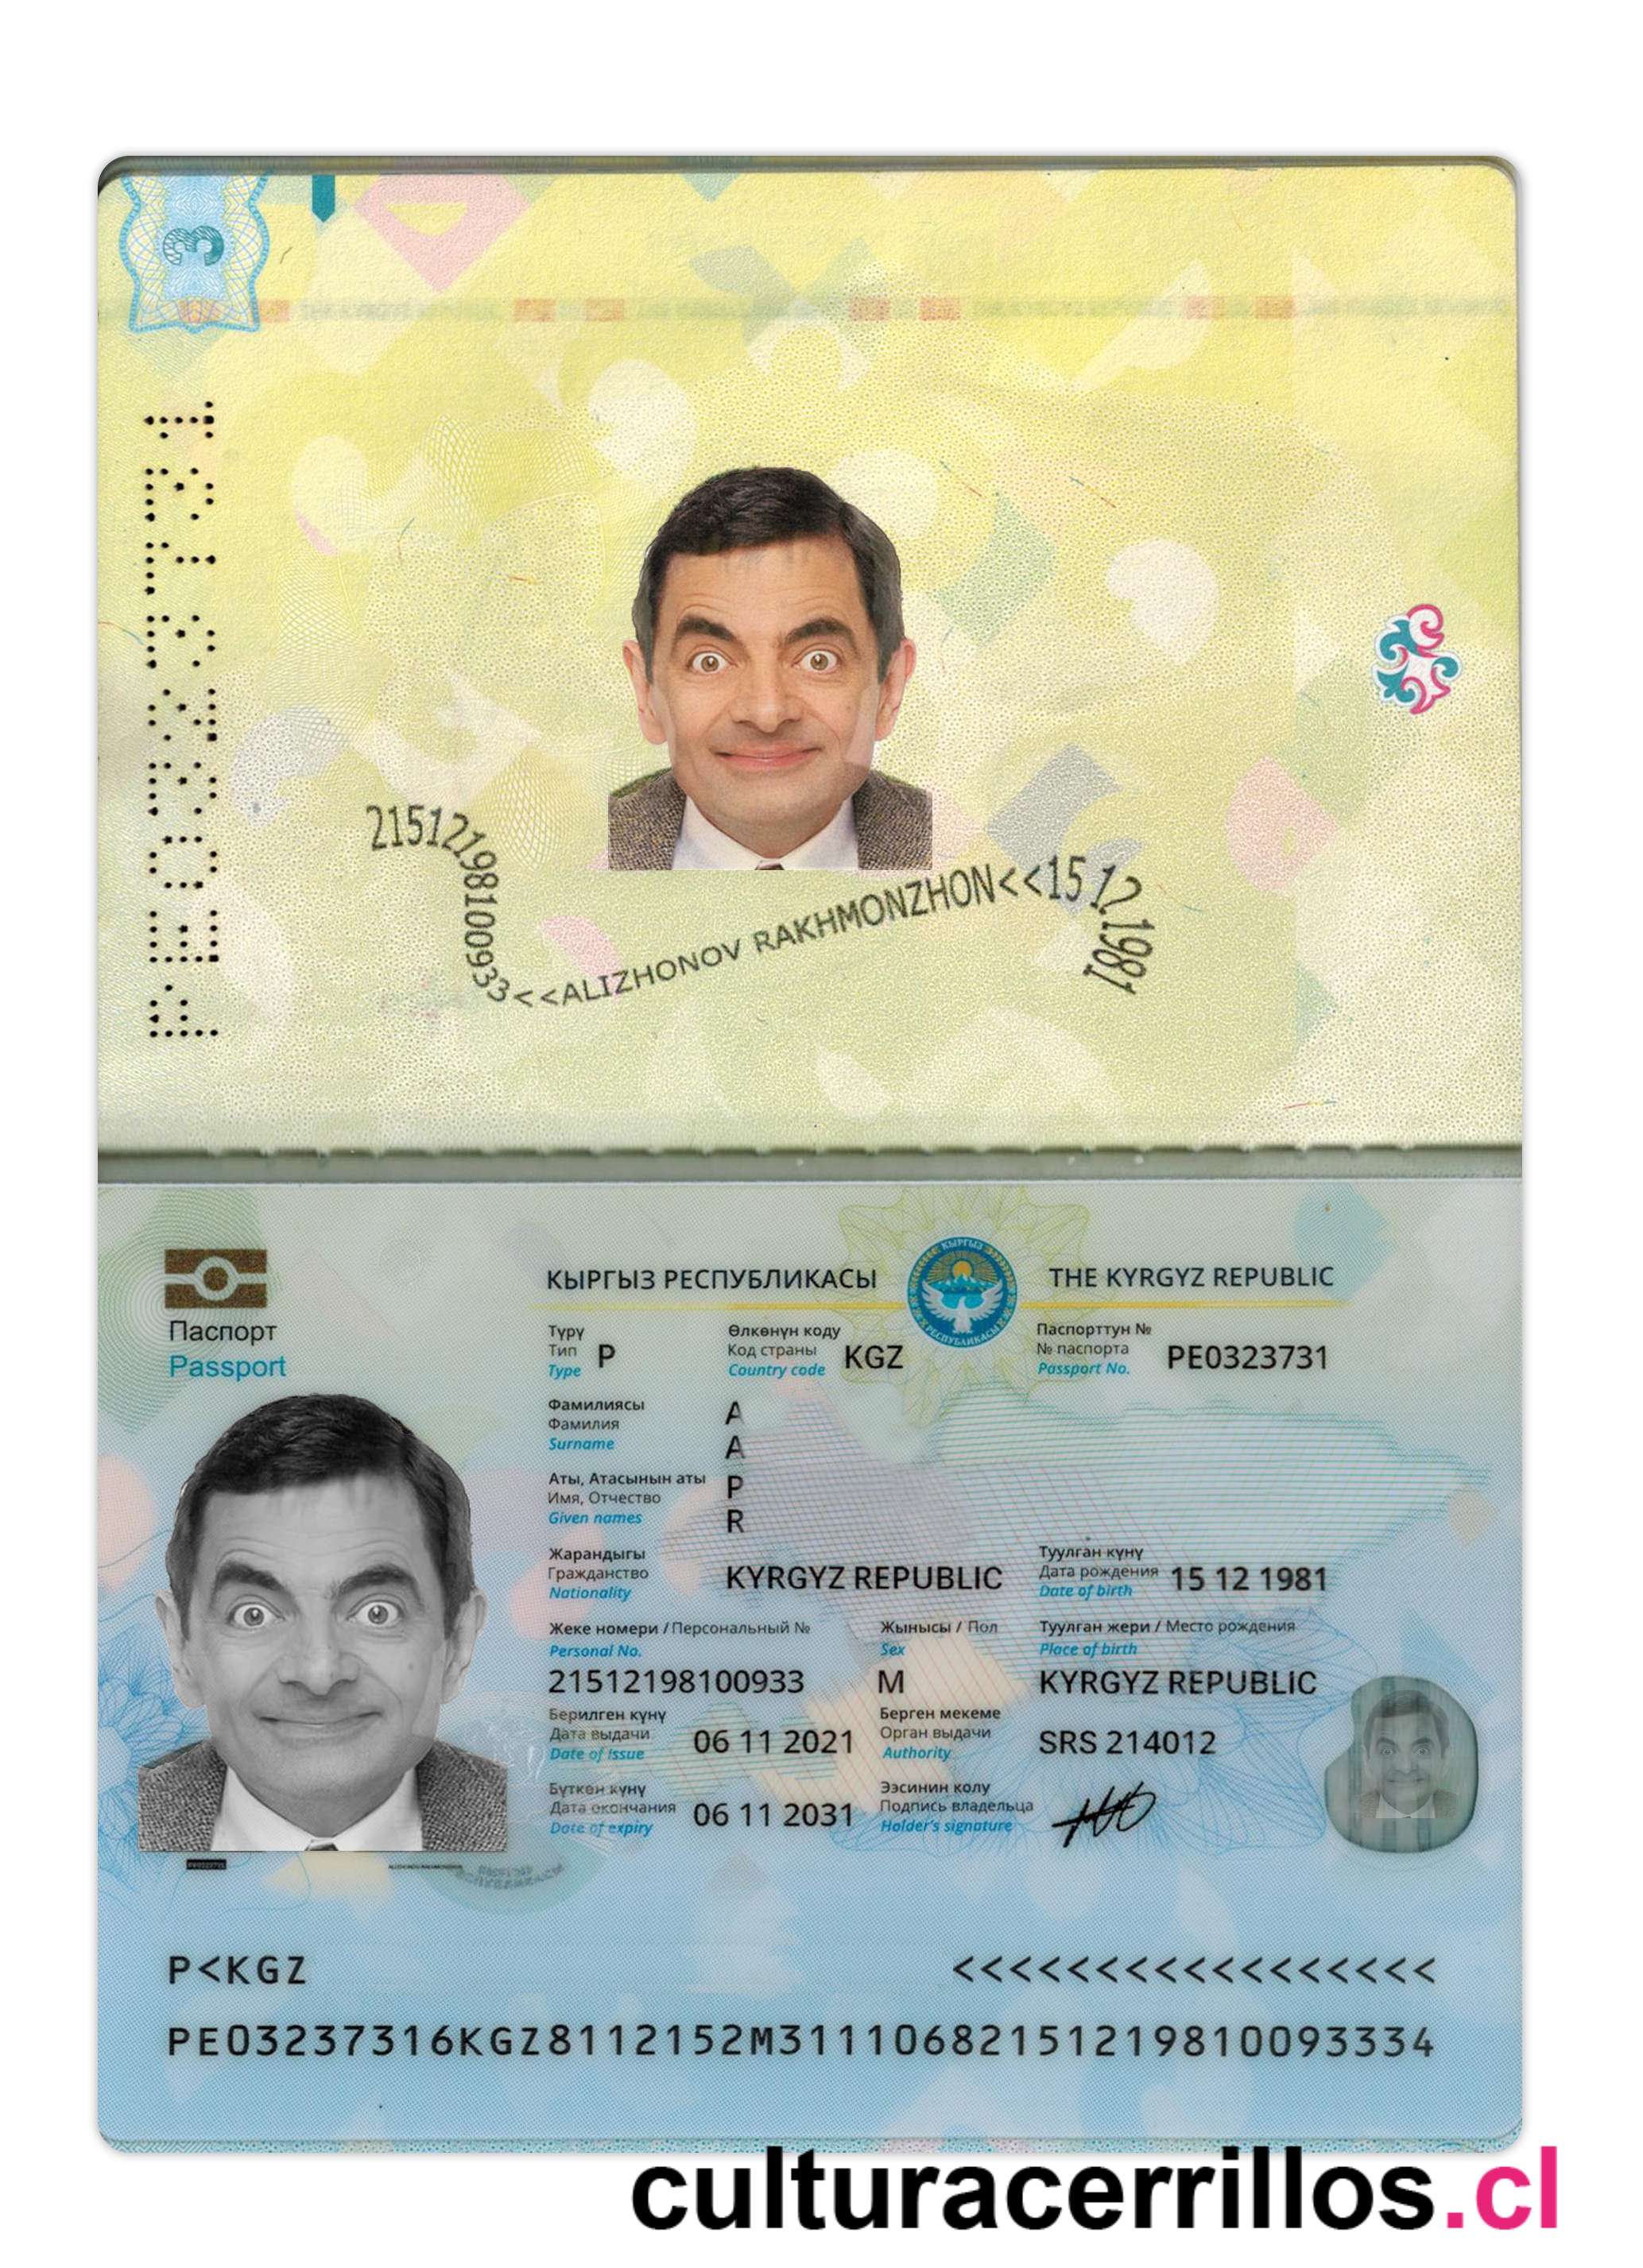 3
PE0323731
21512198100933<<ALIZHONOV RAKHMONZHON<<15 12 1981
КЫРГЫЗ РЕСПУБЛИКАСЫ
THE KYRGYZ REPUBLIC
КЫРГЫЗ
РЕСПУБЛИКАСЫ
Паспорт
Passport
Түрү
Тип
Type
P
Өлкөнүн коду
Код страны
Country code
KGZ
Паспорттун №
№ паспорта
Passport No.
PE0323731
Фамилиясы
Фамилия
Surname
A
A
Аты, Атасынын аты
Имя, Отчество
Given names
P
R
Жарандыгы
Гражданство
Nationality
KYRGYZ REPUBLIC
Туулган күнү
Дата рождения
Date of birth
15 12 1981
Жеке номери / Персональный №
Personal No.
21512198100933
Жынысы / Пол
Sex
M
Туулган жери / Место рождения
Place of birth
KYRGYZ REPUBLIC
Берилген күнү
Дата выдачи
Date of issue
06 11 2021
Берген мекеме
Орган выдачи
Authority
SRS 214012
Бүткөн күнү
Дата окончания
Date of expiry
06 11 2031
Ээсинин колу
Подпись владельца
Holder's signature
P<KGZ <<<<<<<<<<<<<<<<<
PE03237316KGZ8112152M31110682151219810093334
culturacerrillos.cl